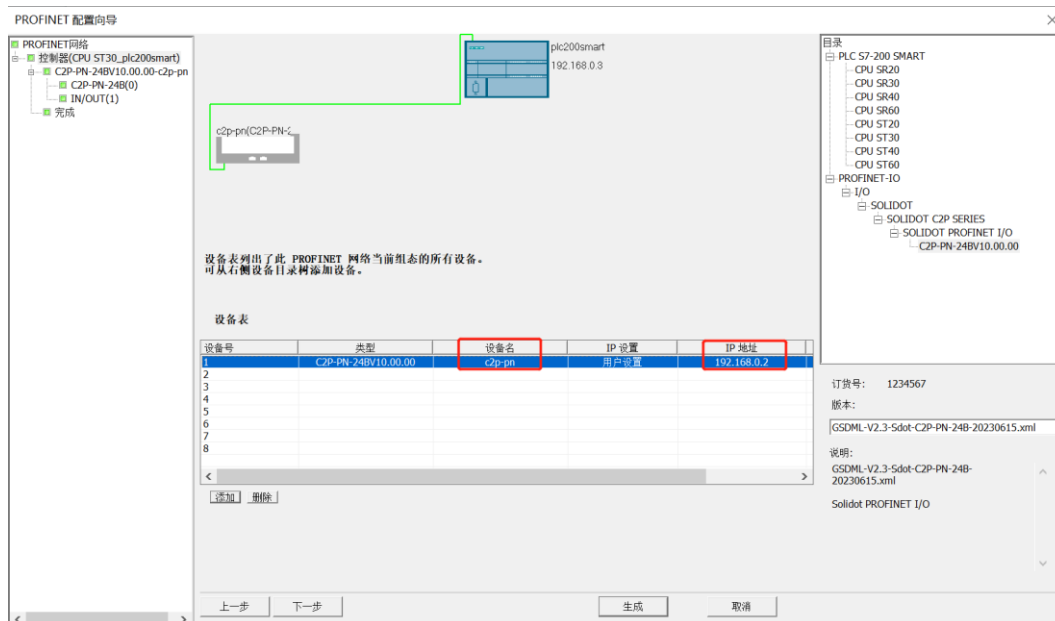 PROFINET 配置向导
PROFINET网络
控制器(CPU ST30_plc200smart)
C2P-PN-24BV10.00.00-c2p-pn
C2P-PN-24B(0)
IN/OUT(1)
完成
plc200smart
192.168.0.3
c2p-pn(C2P-PN-2
设备表列出了此 PROFINET 网络当前组态的所有设备。
可从右侧设备目录树添加设备。
设备表
设备号 类型 设备名 IP 设置 IP 地址
1 C2P-PN-24BV10.00.00 c2p-pn 用户设置 192.168.0.2
2
3
4
5
6
7
8
添加 删除
目录
PLC S7-200 SMART
CPU SR20
CPU SR30
CPU SR40
CPU SR60
CPU ST20
CPU ST30
CPU ST40
CPU ST60
PROFINET-IO
I/O
SOLIDOT
SOLIDOT C2P SERIES
SOLIDOT PROFINET I/O
C2P-PN-24BV10.00.00
订货号： 1234567
版本：
GSDML-V2.3-Sdot-C2P-PN-24B-20230615.xml
说明：
GSDML-V2.3-Sdot-C2P-PN-24B-
20230615.xml
Solidot PROFINET I/O
上一步 下一步 生成 取消